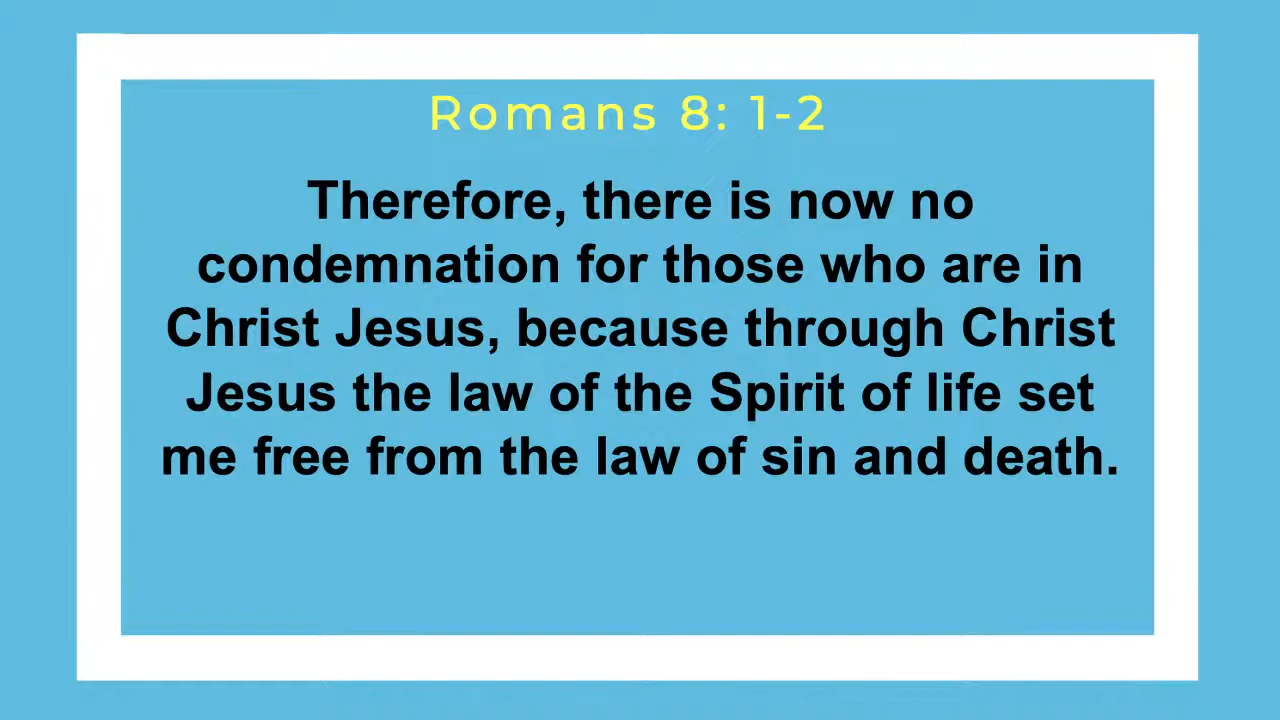 Romans 8: 1-2
Therefore, there is now no
condemnation for those who are in
Christ Jesus, because through Christ
Jesus the law of the Spirit of life set
me free from the law of sin and death.